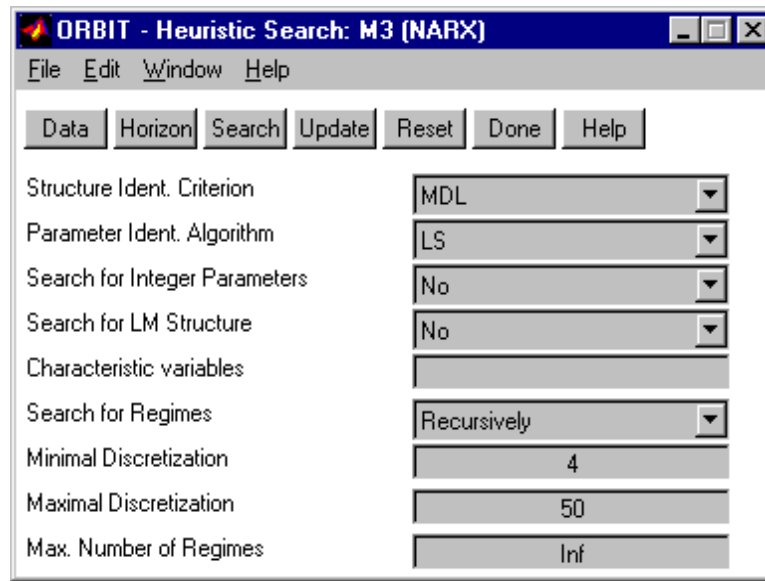 ORBIT - Heuristic Search: M3 (NARX)
File Edit Window Help
Data Horizon Search Update Reset Done Help
Structure Ident. Criterion MDL
Parameter Ident. Algorithm LS
Search for Integer Parameters No
Search for LM Structure No
Characteristic variables
Search for Regimes Recursively
Minimal Discretization 4
Maximal Discretization 50
Max. Number of Regimes Inf